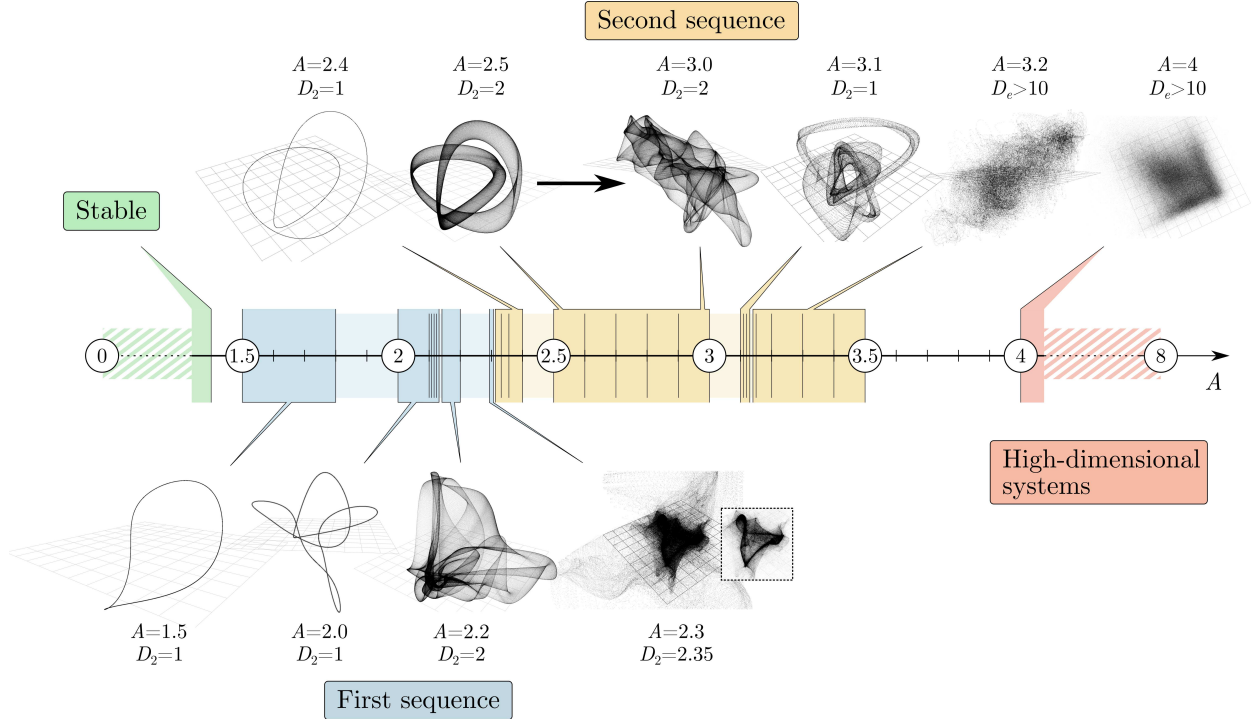 Second sequence
A=2.4
D₂=1
A=2.5
D₂=2
A=3.0
D₂=2
A=3.1
D₂=1
A=3.2
Dₑ>10
A=4
Dₑ>10
Stable
0
1.5
2
2.5
3
3.5
4
8
A
High-dimensional
systems
A=1.5
D₂=1
A=2.0
D₂=1
A=2.2
D₂=2
A=2.3
D₂=2.35
First sequence